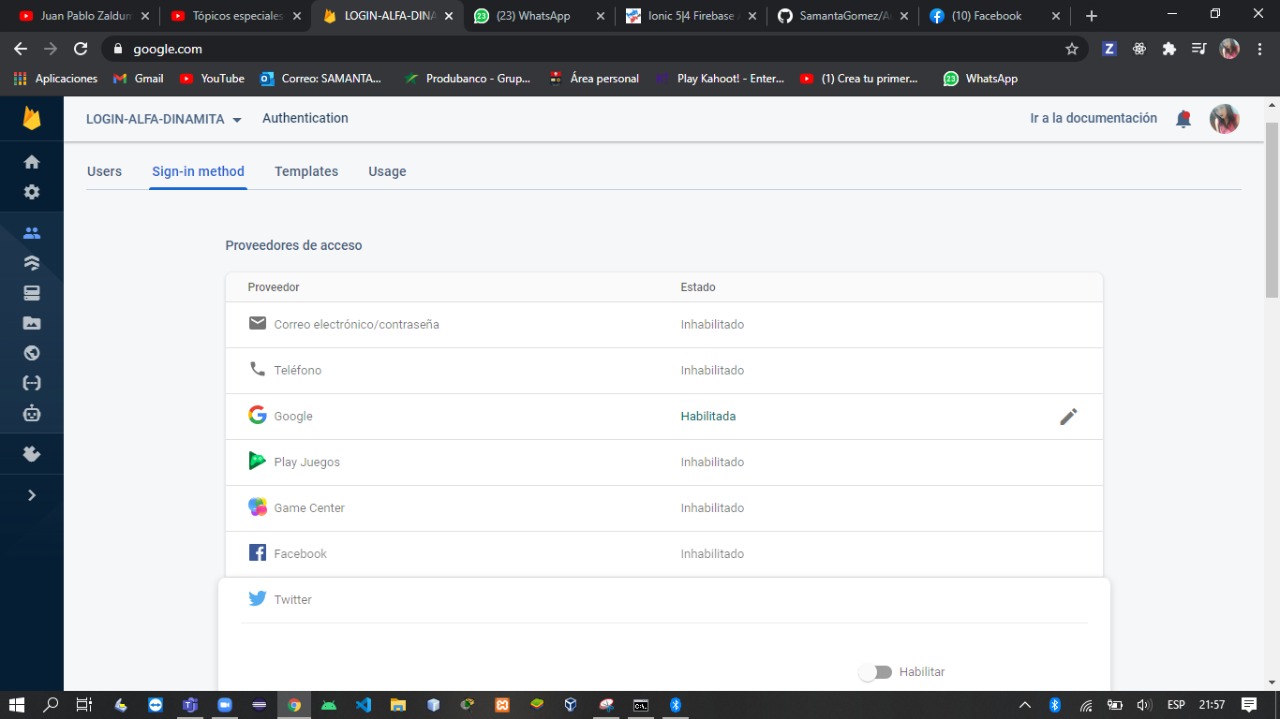 Juan Pablo Zaldum
Tópicos especiales
LOGIN-ALFA-DINA
(23) WhatsApp
Ionic 5|4 Firebase
SamantaGomez/A
(10) Facebook
google.com
Aplicaciones
Gmail
YouTube
Correo: SAMANTA...
Produbanco - Grup...
Área personal
Play Kahoot! - Enter...
(1) Crea tu primer...
WhatsApp
LOGIN-ALFA-DINAMITA
Authentication
Ir a la documentación
Users
Sign-in method
Templates
Usage
Proveedores de acceso
Proveedor Estado
Correo electrónico/contraseña Inhabilitado
Teléfono Inhabilitado
Google Habilitada
Play Juegos Inhabilitado
Game Center Inhabilitado
Facebook Inhabilitado
Twitter
Habilitar
ESP
21:57